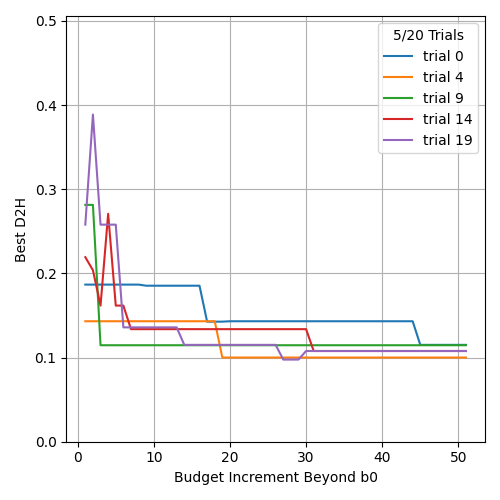 5/20 Trials
trial 0
trial 4
trial 9
trial 14
trial 19
0.5
0.4
0.3
0.2
0.1
0.0
Best D2H
0 10 20 30 40 50
Budget Increment Beyond b0